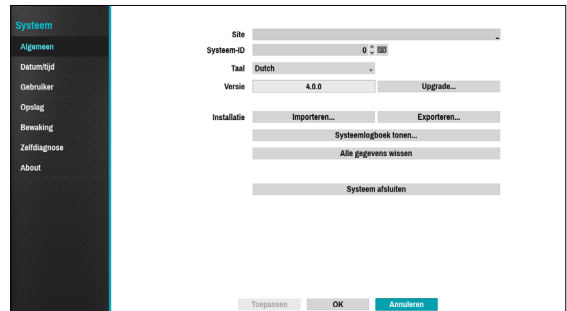 Systeem
Algemeen
Datum/tijd
Gebruiker
Opslag
Bewaking
Zelfdiagnose
About
Site
Systeem-ID 0
Taal Dutch
Versie 4.0.0 Upgrade...
Installatie Importeren... Exporteren...
Systeemlogboek tonen...
Alle gegevens wissen
Systeem afsluiten
Toepassen OK Annuleren